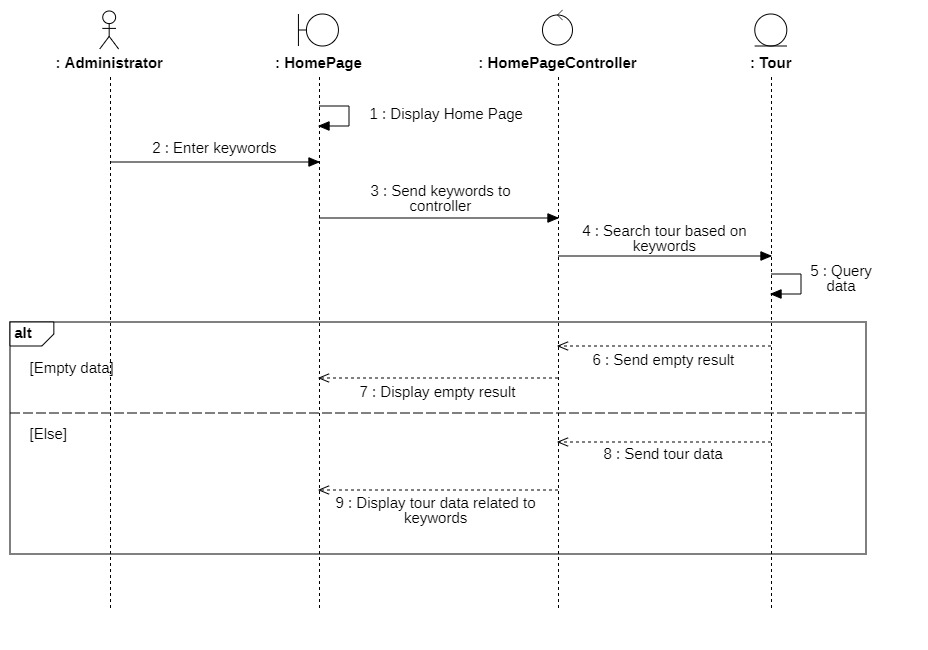 : Administrator
: HomePage
: HomePageController
: Tour
1 : Display Home Page
2 : Enter keywords
3 : Send keywords to
controller
4 : Search tour based on
keywords
5 : Query
data
alt
6 : Send empty result
[Empty data]
7 : Display empty result
[Else]
8 : Send tour data
9 : Display tour data related to
keywords